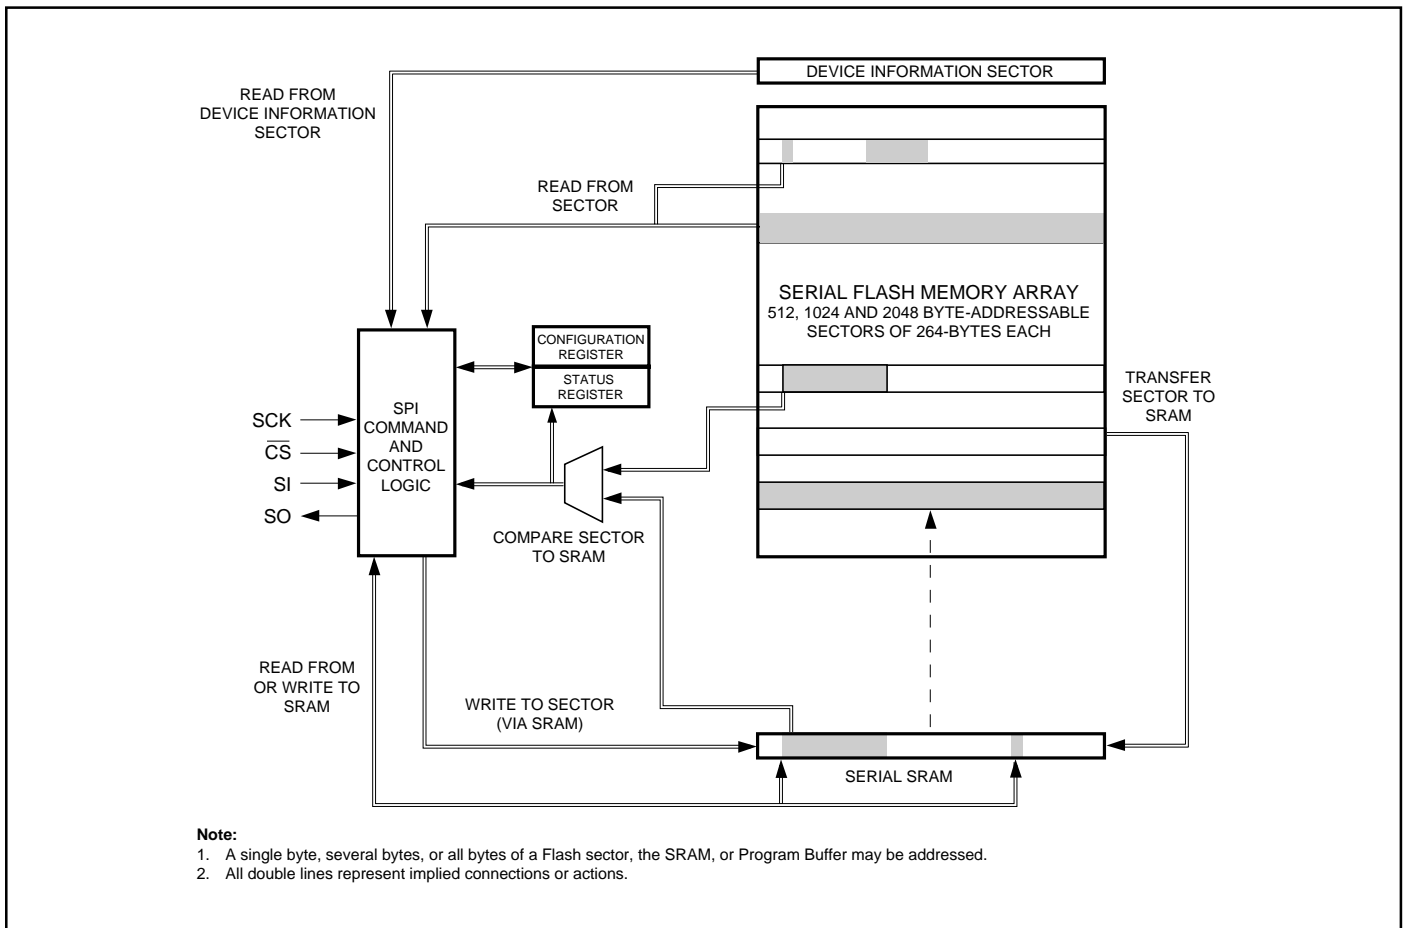 DEVICE INFORMATION SECTOR
READ FROM
DEVICE INFORMATION
SECTOR
READ FROM
SECTOR
SERIAL FLASH MEMORY ARRAY
512, 1024 AND 2048 BYTE-ADDRESSABLE
SECTORS OF 264-BYTES EACH
CONFIGURATION
REGISTER
STATUS
REGISTER
TRANSFER
SECTOR TO
SRAM
SCK
CS
SI
SO
SPI
COMMAND
AND
CONTROL
LOGIC
COMPARE SECTOR
TO SRAM
READ FROM
OR WRITE TO
SRAM
WRITE TO SECTOR
(VIA SRAM)
SERIAL SRAM
Note:
1. A single byte, several bytes, or all bytes of a Flash sector, the SRAM, or Program Buffer may be addressed.
2. All double lines represent implied connections or actions.